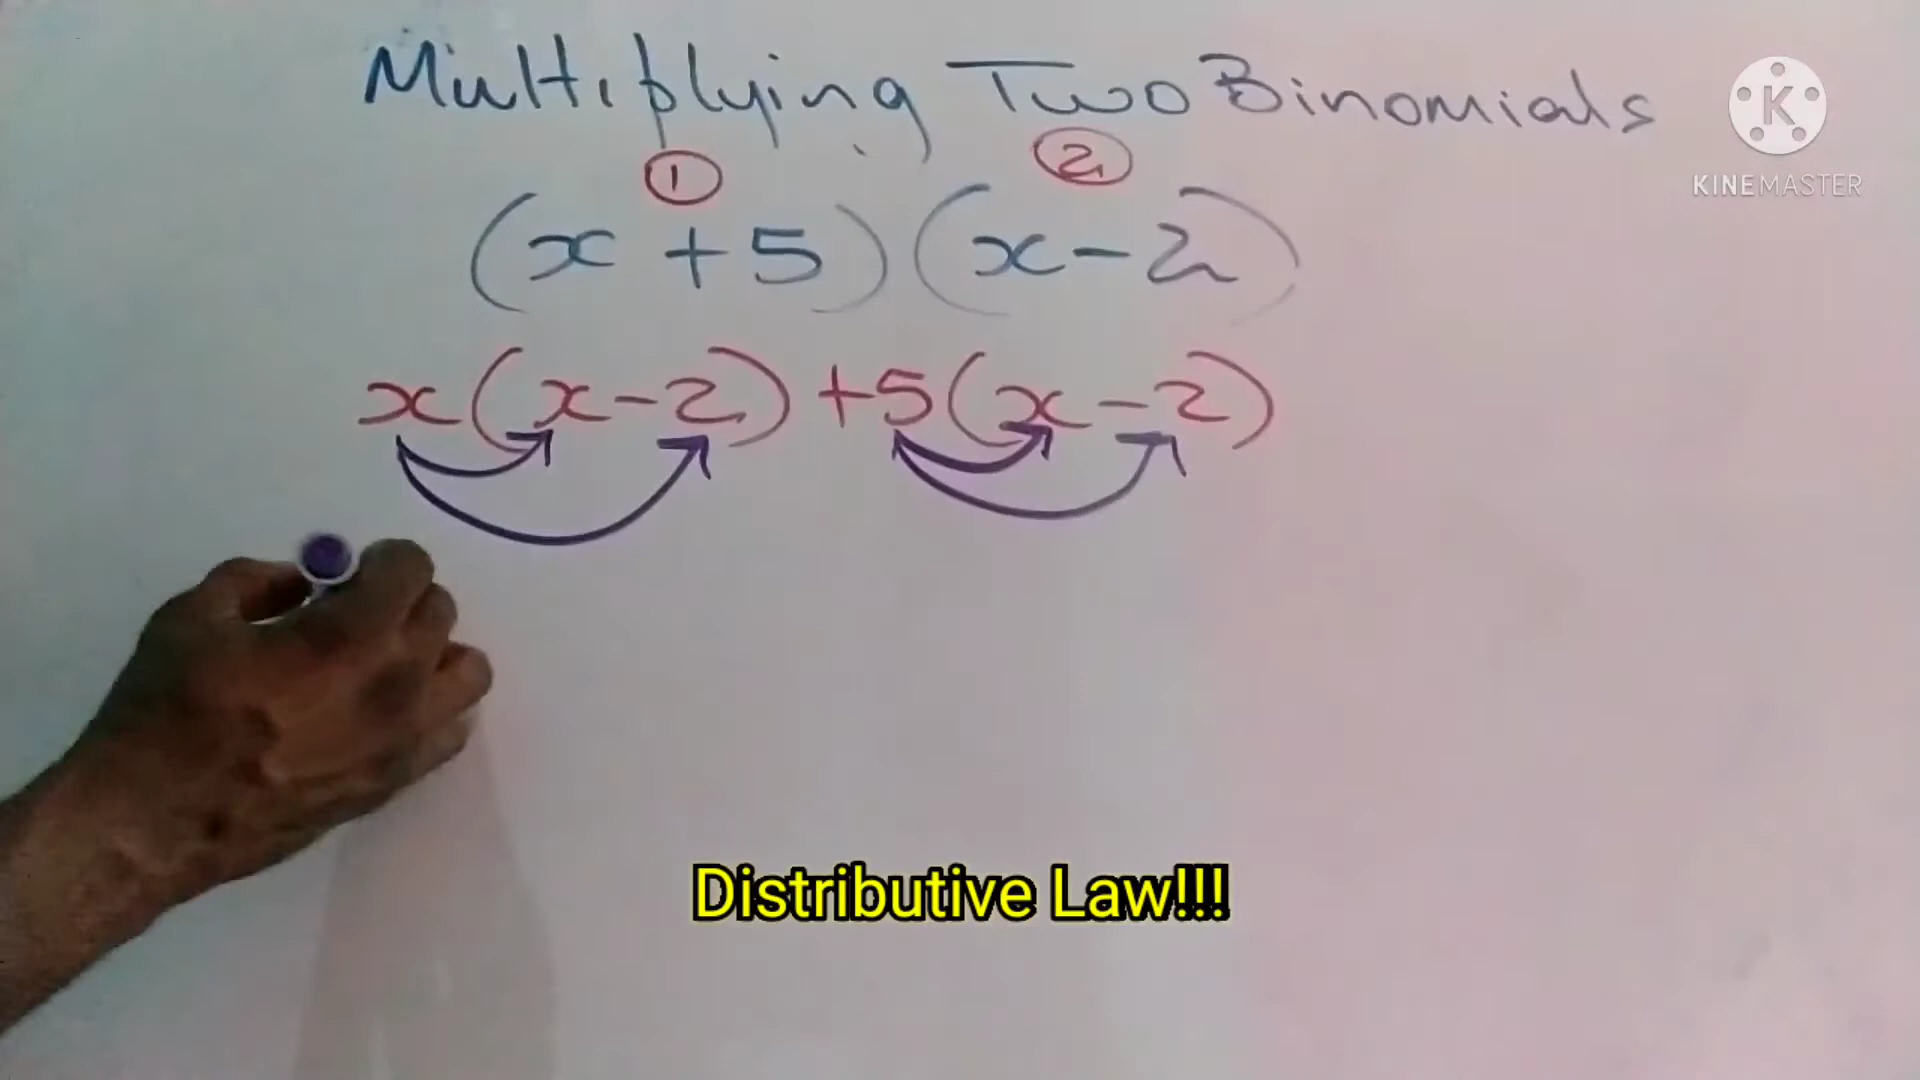 Multiplying Two Binomials
K
KINEMASTER
① ②
(x + 5)(x - 2)
x(x - 2) + 5(x - 2)
Distributive Law!!!